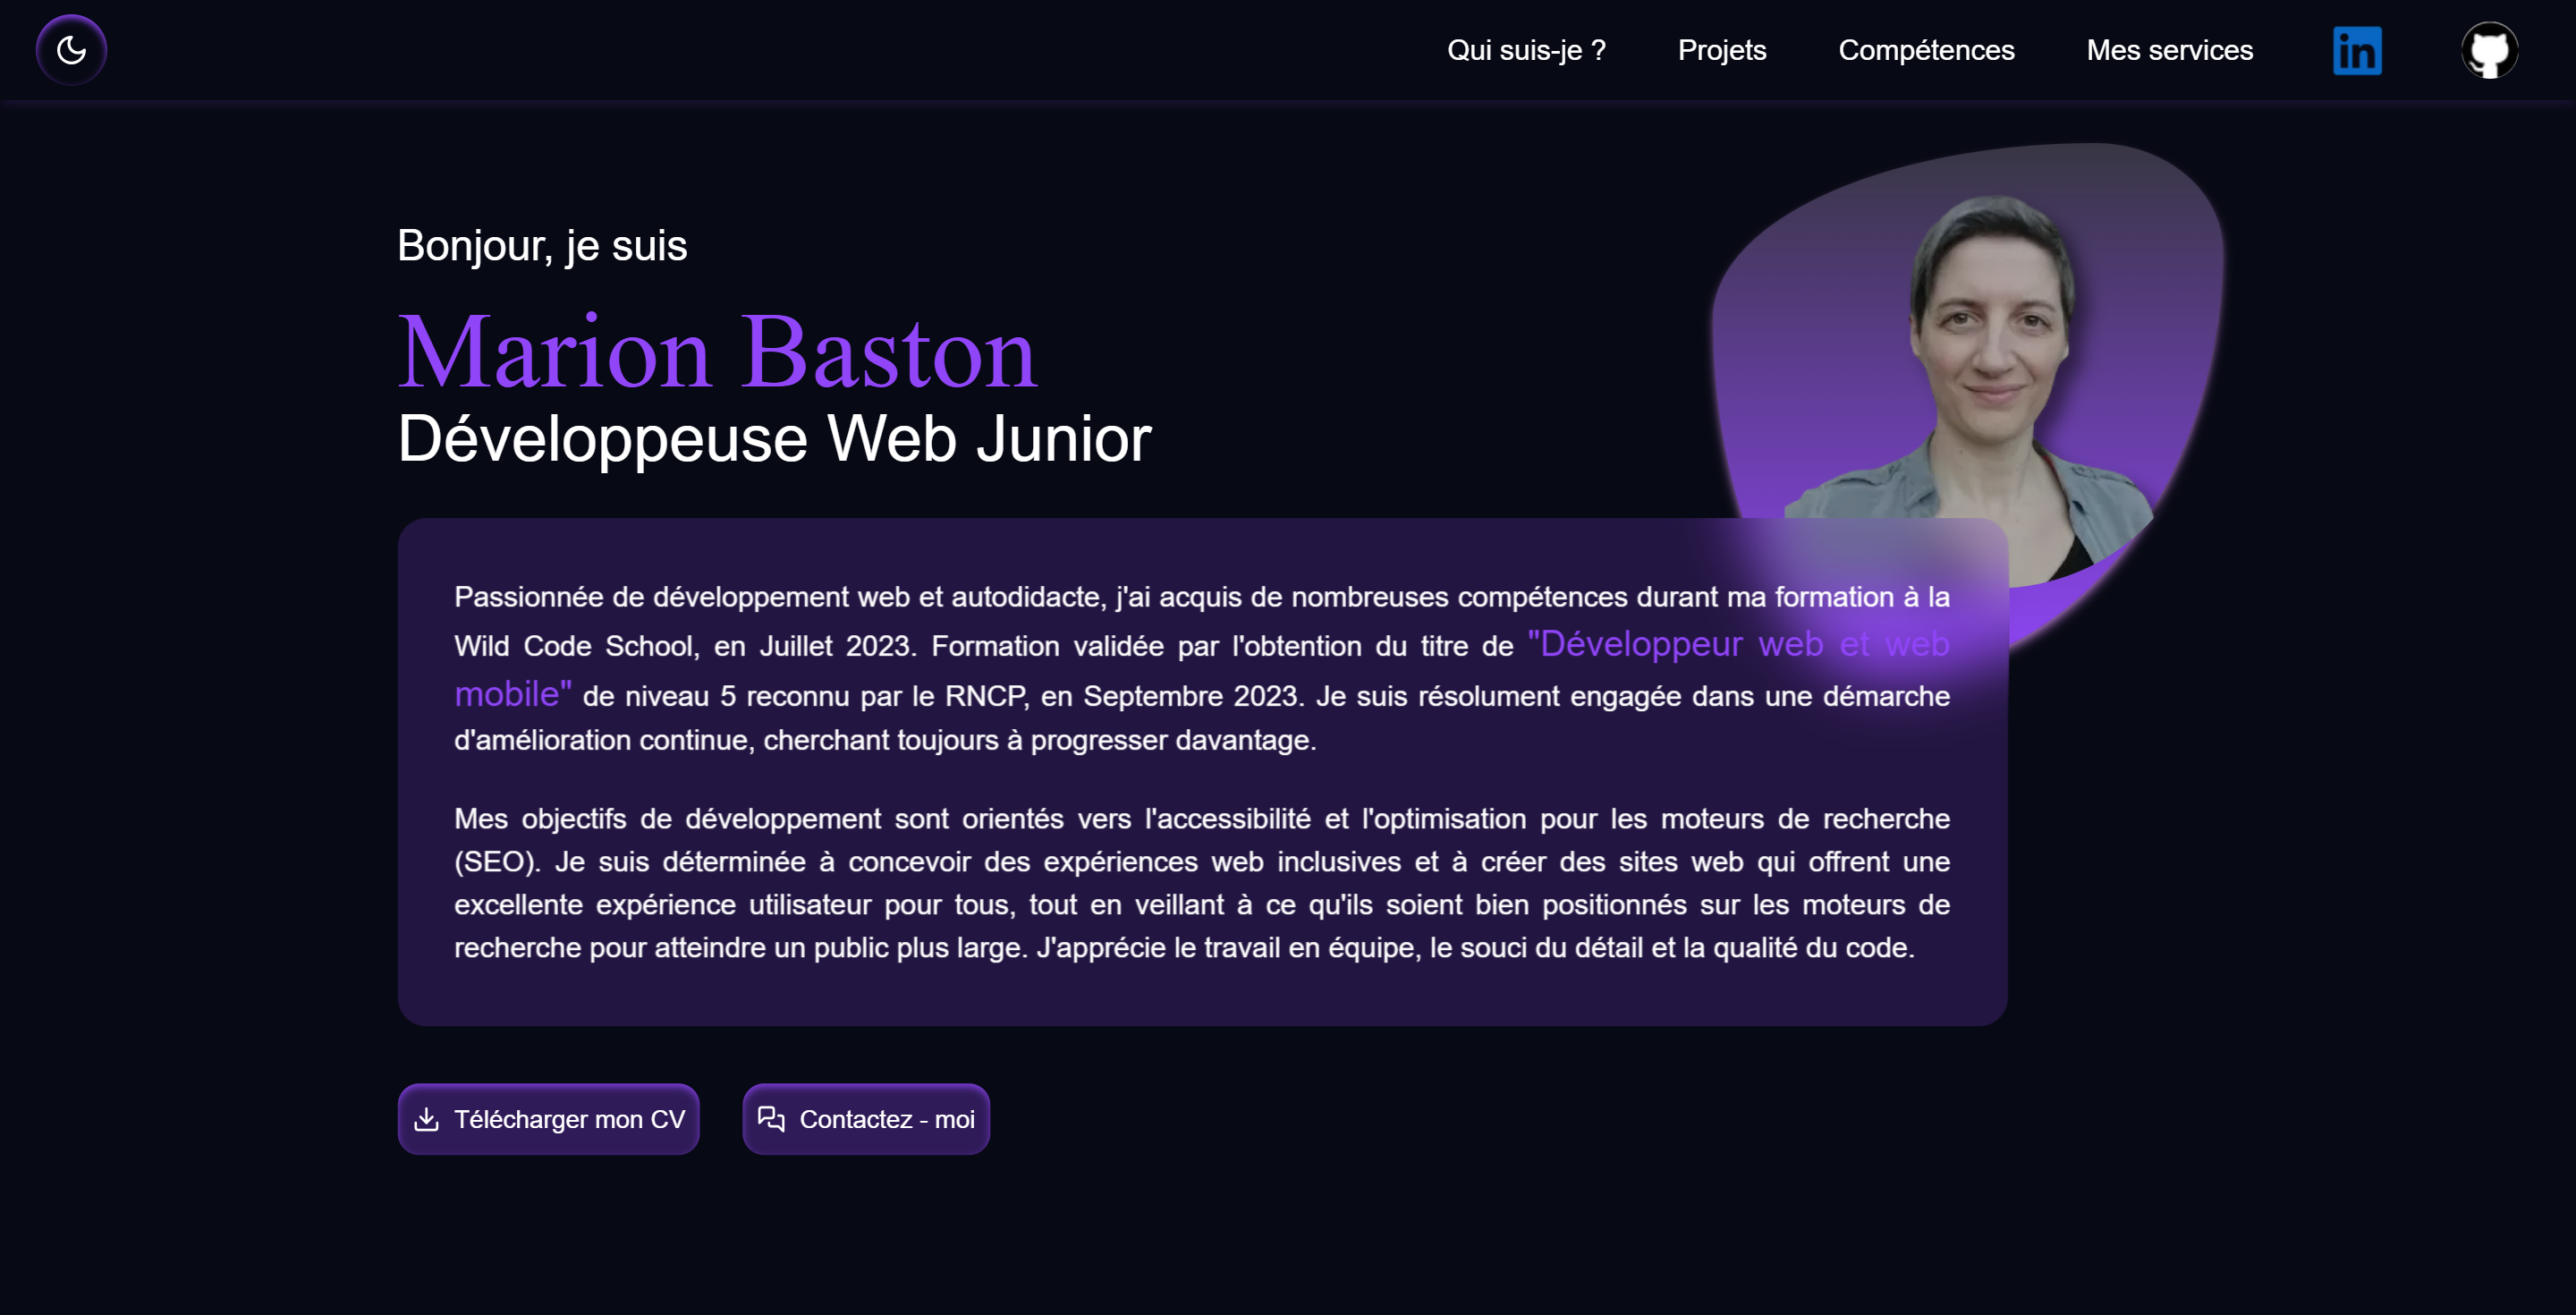 Qui suis-je ? Projets Compétences Mes services in
Bonjour, je suis
Marion Baston
Développeuse Web Junior
Passionnée de développement web et autodidacte, j'ai acquis de nombreuses compétences durant ma formation à la
Wild Code School, en Juillet 2023. Formation validée par l'obtention du titre de "Développeur web et web
mobile" de niveau 5 reconnu par le RNCP, en Septembre 2023. Je suis résolument engagée dans une démarche
d'amélioration continue, cherchant toujours à progresser davantage.
Mes objectifs de développement sont orientés vers l'accessibilité et l'optimisation pour les moteurs de recherche
(SEO). Je suis déterminée à concevoir des expériences web inclusives et à créer des sites web qui offrent une
excellente expérience utilisateur pour tous, tout en veillant à ce qu'ils soient bien positionnés sur les moteurs de
recherche pour atteindre un public plus large. J'apprécie le travail en équipe, le souci du détail et la qualité du code.
Télécharger mon CV Contactez - moi